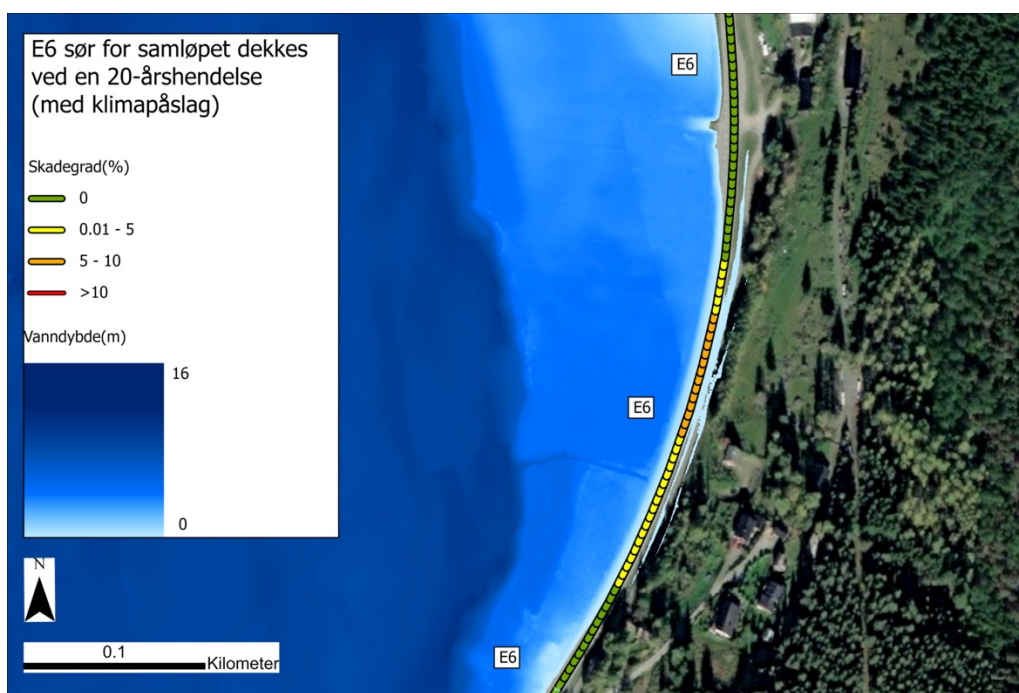 E6 sør for samløpet dekkes
ved en 20-årshendelse
(med klimapåslag)
Skadegrad(%)
0
0.01 - 5
5 - 10
>10
Vanndybde(m)
16
0
N
0.1
Kilometer
E6
E6
E6